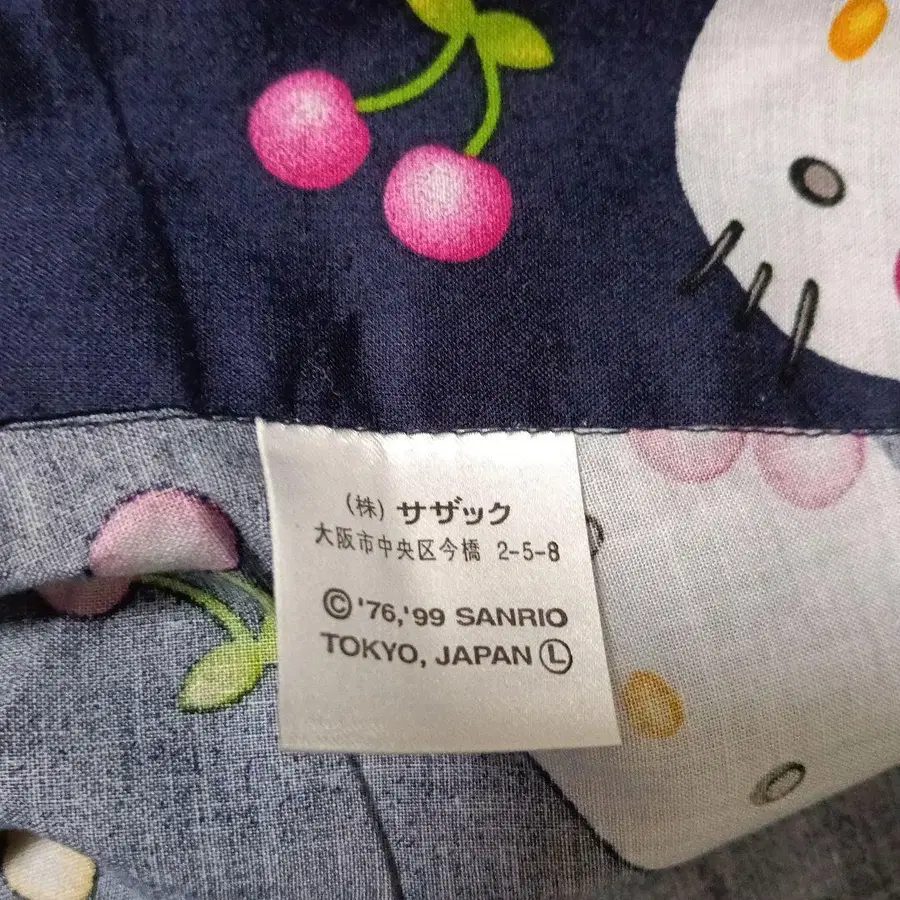 (株) サザック
大阪市中央区今橋 2-5-8
© '76,'99 SANRIO
TOKYO, JAPAN Ⓛ